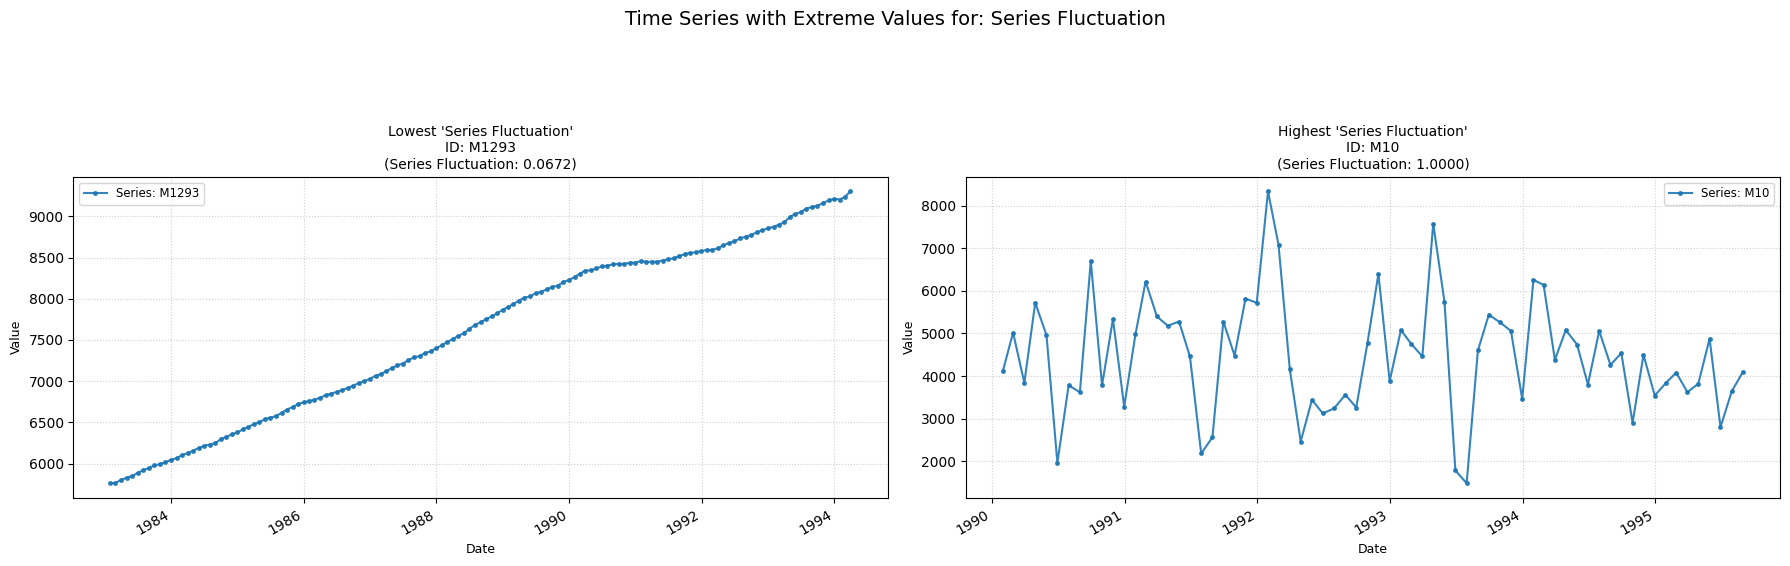 Time Series with Extreme Values for: Series Fluctuation
Lowest 'Series Fluctuation'
ID: M1293
(Series Fluctuation: 0.0672)
Series: M1293
9000
8500
8000
7500
7000
6500
6000
Value
1984
1986
1988
1990
1992
1994
Date
Highest 'Series Fluctuation'
ID: M10
(Series Fluctuation: 1.0000)
Series: M10
8000
7000
6000
5000
4000
3000
2000
Value
1990
1991
1992
1993
1994
1995
Date